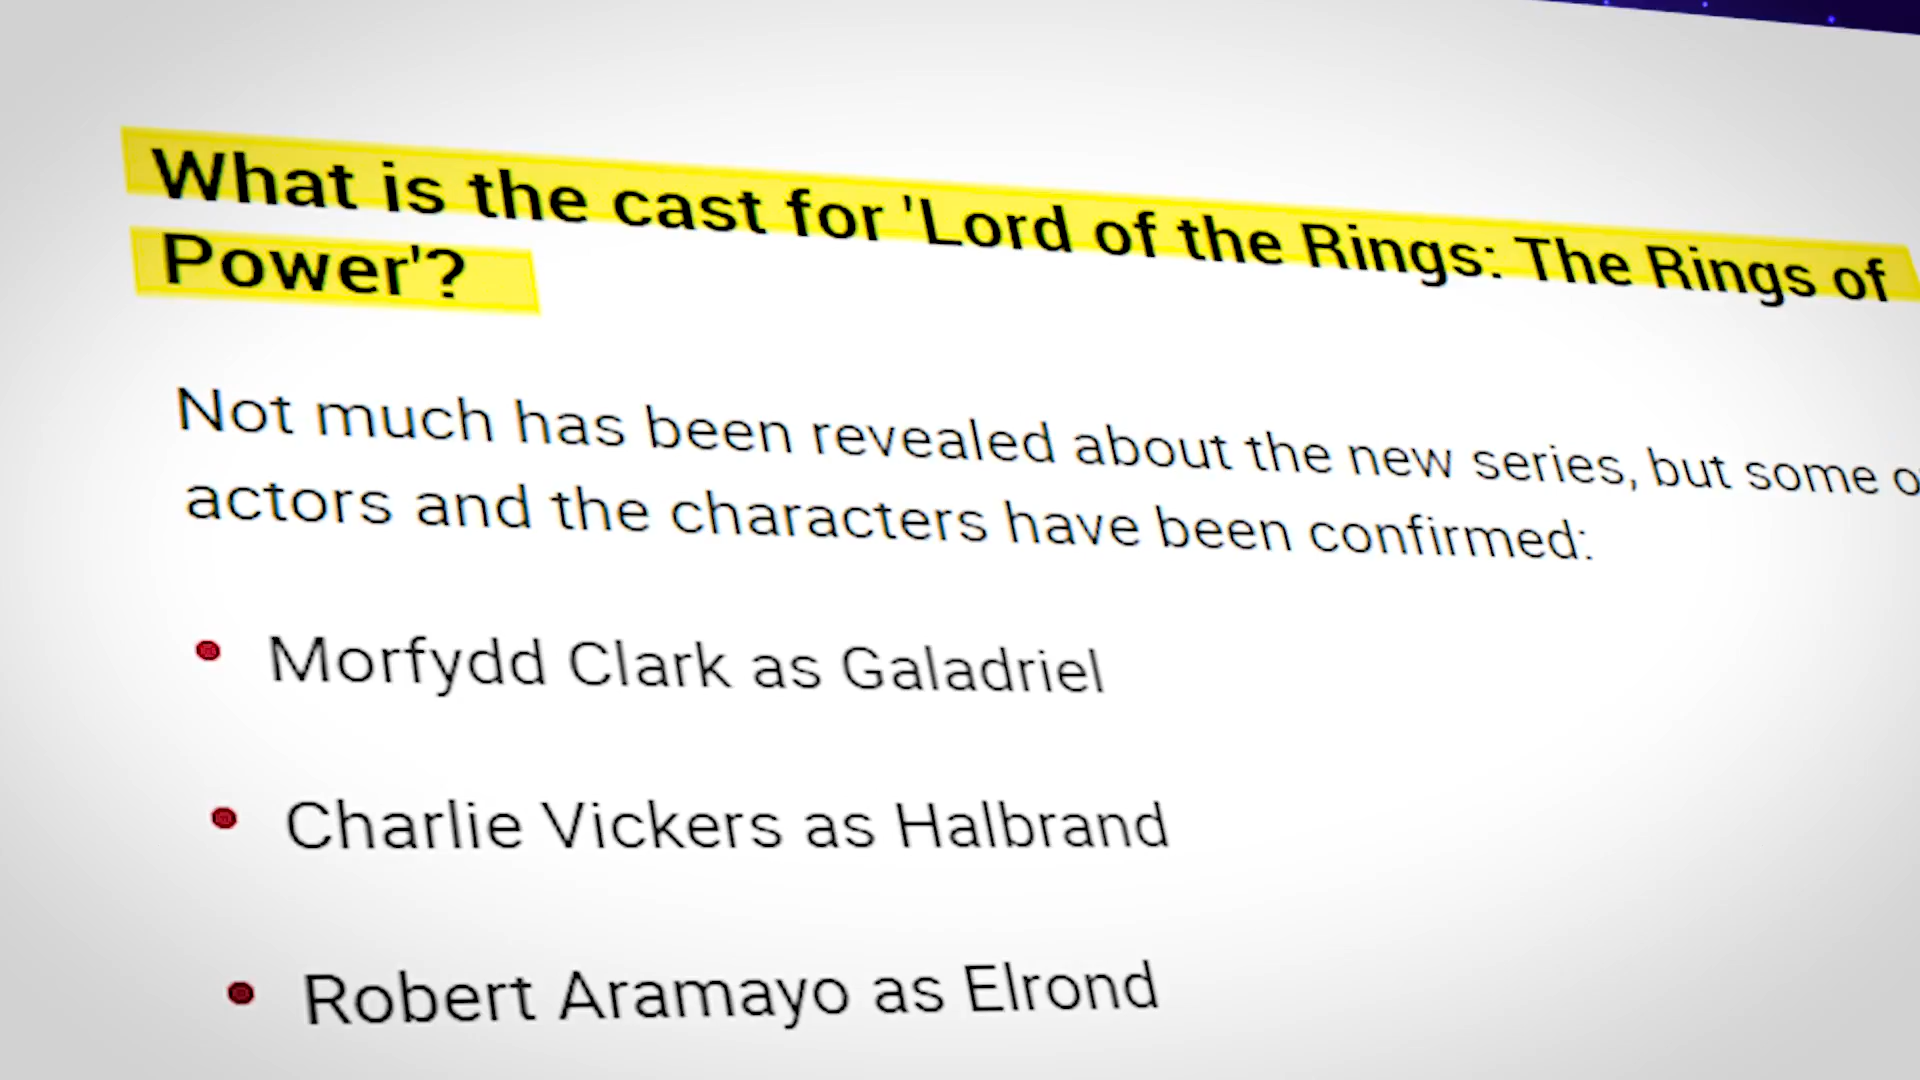 What is the cast for 'Lord of the Rings: The Rings of
Power'?
Not much has been revealed about the new series, but some
actors and the characters have been confirmed:
• Morfydd Clark as Galadriel
• Charlie Vickers as Halbrand
• Robert Aramayo as Elrond